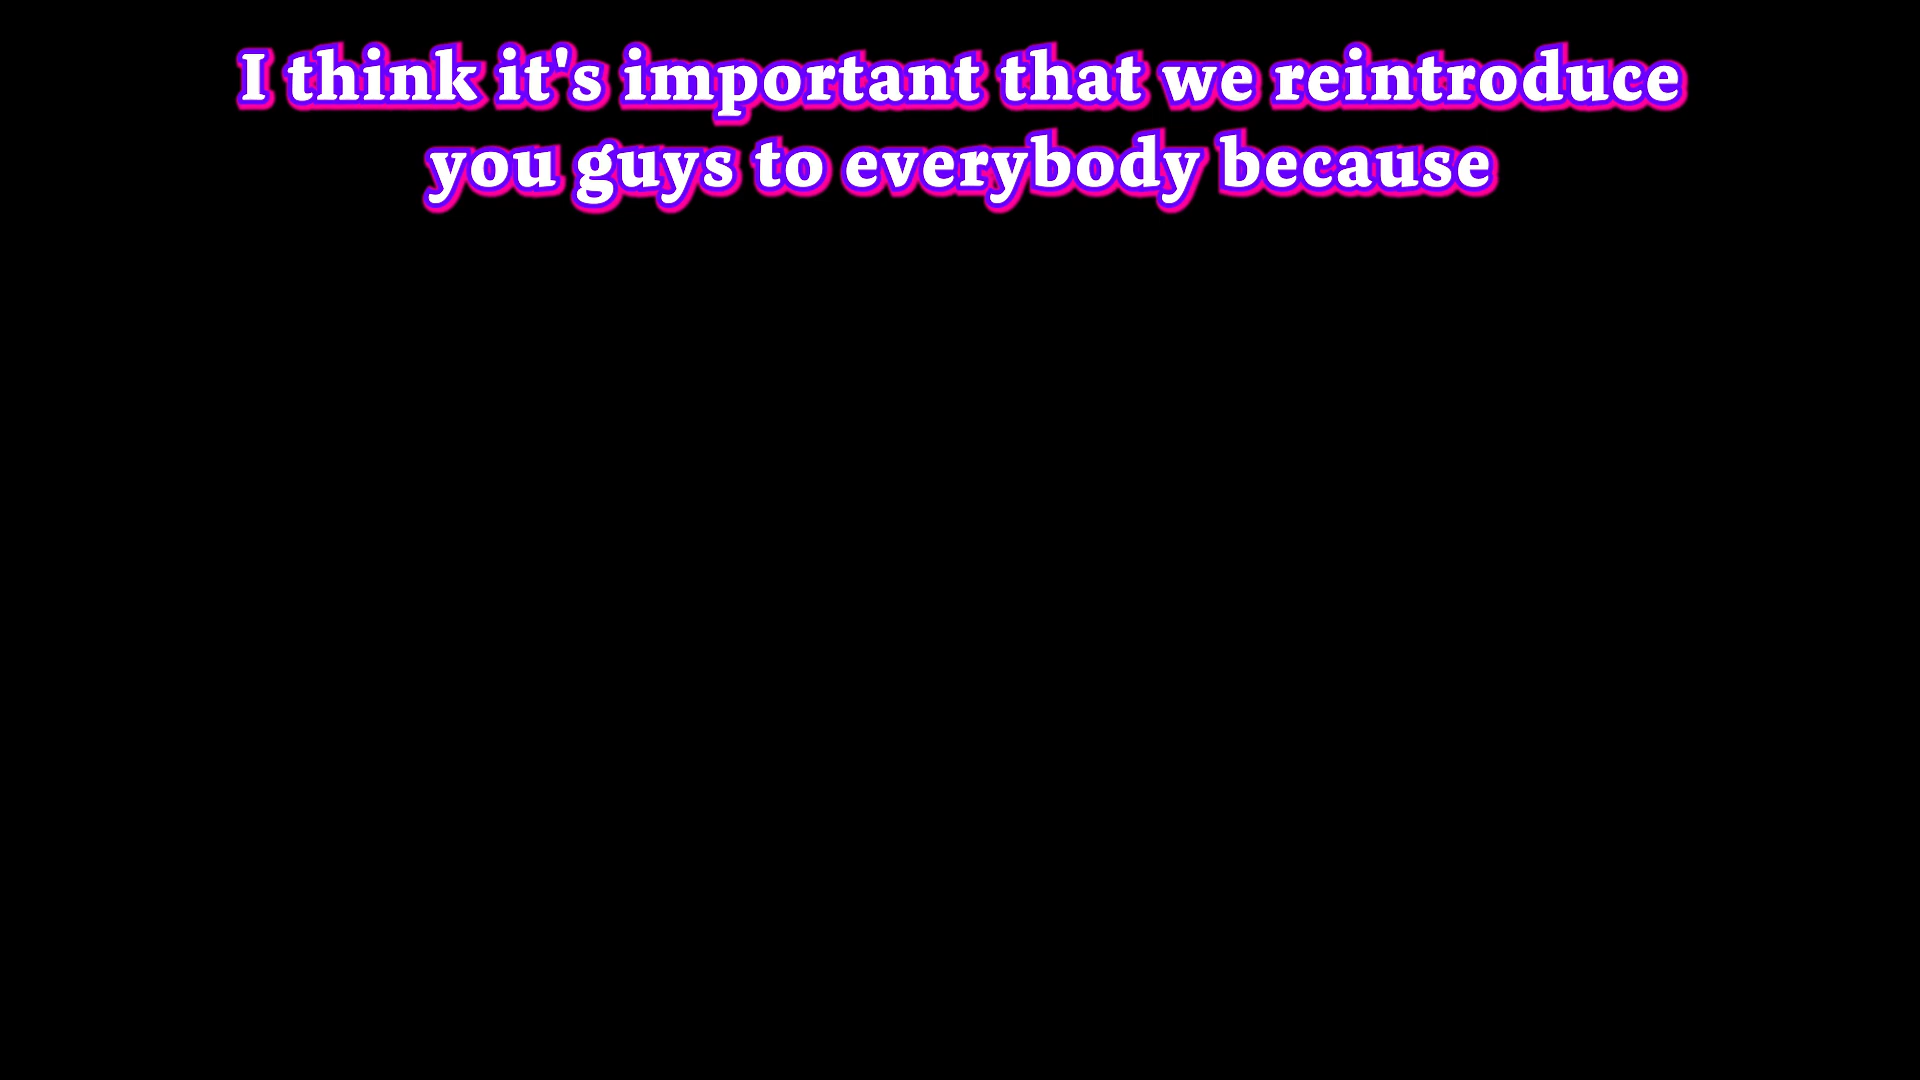 I think it's important that we reintroduce
you guys to everybody because